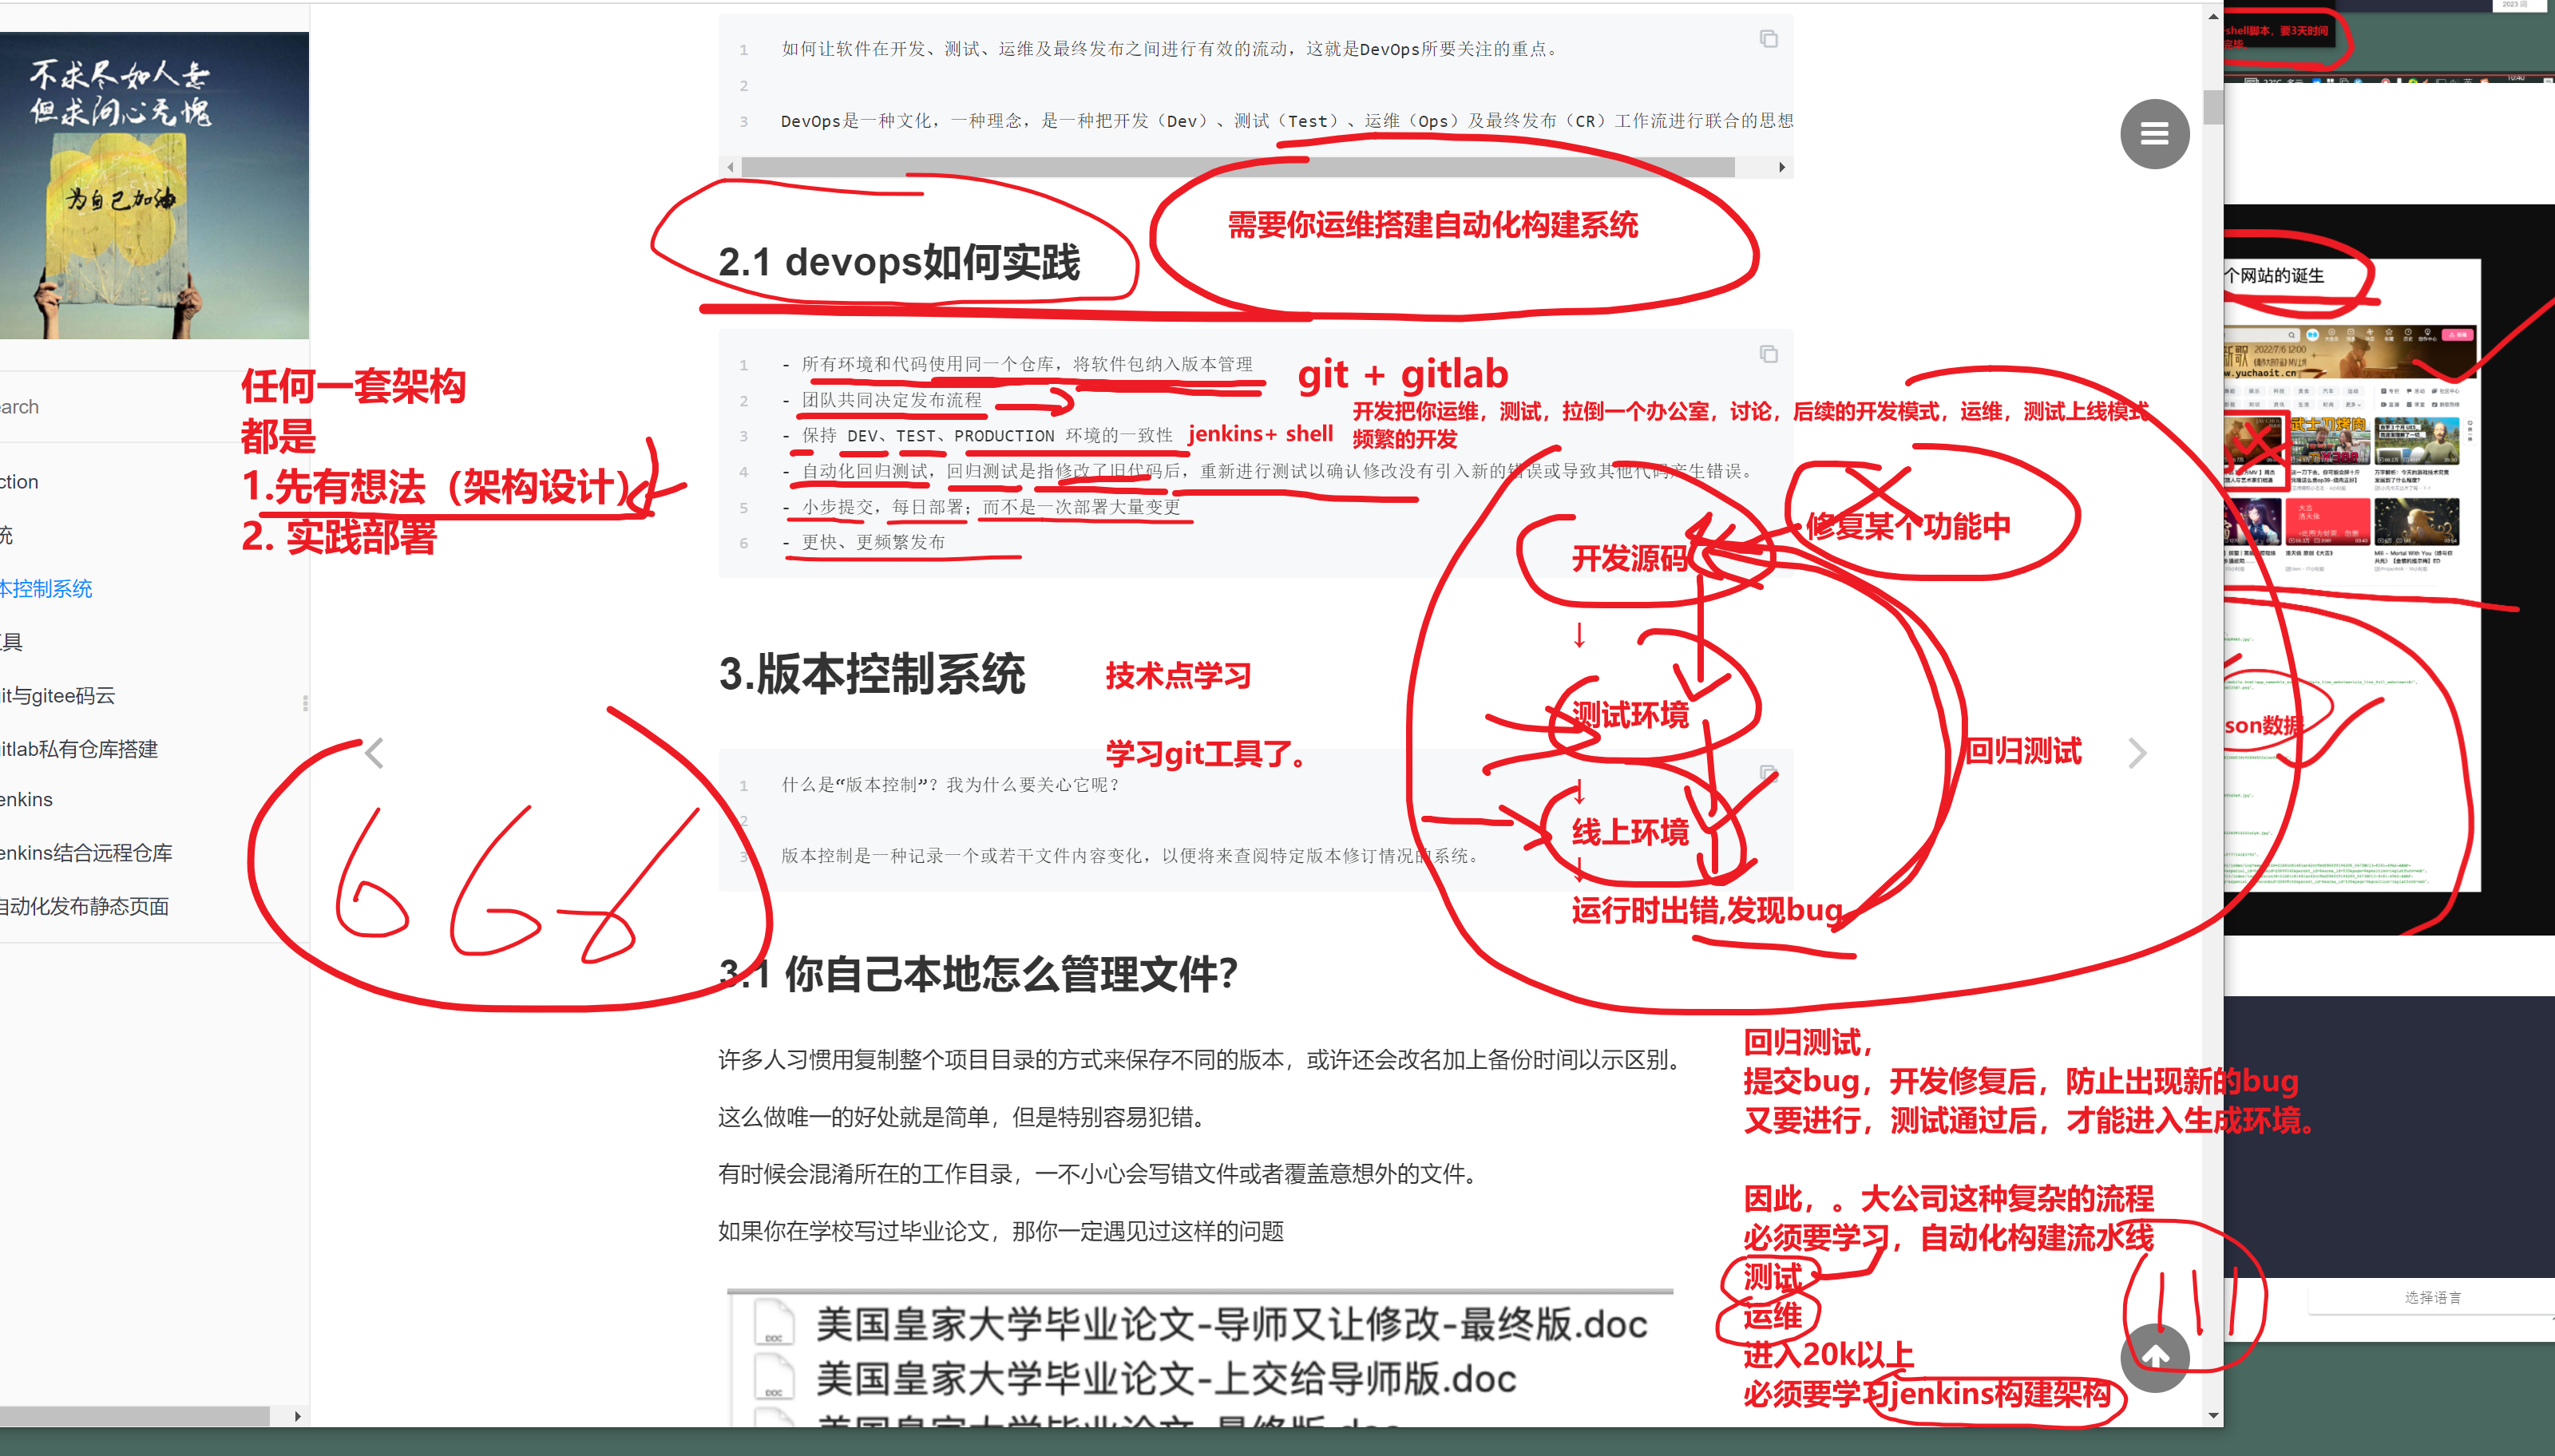 不求尽如人意
但求问心无愧
为自己加油
earch
ction
统
本控制系统
工具
it与gitee码云
itlab私有仓库搭建
enkins
enkins结合远程仓库
自动化发布静态页面
任何一套架构
都是
1.先有想法（架构设计）
2. 实践部署
666
1 如何让软件在开发、测试、运维及最终发布之间进行有效的流动，这就是DevOps所要关注的重点。
2
3 DevOps是一种文化，一种理念，是一种把开发（Dev）、测试（Test）、运维（Ops）及最终发布（CR）工作流进行联合的思想
2.1 devops如何实践
需要你运维搭建自动化构建系统
1 - 所有环境和代码使用同一个仓库，将软件包纳入版本管理
git + gitlab
2 - 团队共同决定发布流程
开发把你运维，测试，拉倒一个办公室，讨论，后续的开发模式，运维，测试上线模式
频繁的开发
3 - 保持 DEV、TEST、PRODUCTION 环境的一致性
jenkins+ shell
4 - 自动化回归测试，回归测试是指修改了旧代码后，重新进行测试以确认修改没有引入新的错误或导致其他代码产生错误。
5 - 小步提交，每日部署；而不是一次部署大量变更
6 - 更快、更频繁发布
修复某个功能中
开发源码
↓
测试环境
↓
线上环境
↓
运行时出错,发现bug
回归测试
3.版本控制系统
技术点学习
学习git工具了。
1 什么是“版本控制”？我为什么要关心它呢？
2
3 版本控制是一种记录一个或若干文件内容变化，以便将来查阅特定版本修订情况的系统。
3.1 你自己本地怎么管理文件？
许多人习惯用复制整个项目目录的方式来保存不同的版本，或许还会改名加上备份时间以示区别。
这么做唯一的好处就是简单，但是特别容易犯错。
有时候会混淆所在的工作目录，一不小心会写错文件或者覆盖意想外的文件。
如果你在学校写过毕业论文，那你一定遇见过这样的问题
美国皇家大学毕业论文-导师又让修改-最终版.doc
美国皇家大学毕业论文-上交给导师版.doc
美国皇家大学毕业论文-最终版.doc
回归测试，
提交bug，开发修复后，防止出现新的bug
又要进行，测试通过后，才能进入生成环境。
因此，。大公司这种复杂的流程
必须要学习，自动化构建流水线
测试
运维
进入20k以上
必须要学习jenkins构建架构
shell脚本，要3天时间
完毕。
个网站的诞生
2022/7/6 12:00
w.yuchaoit.cn
son数据
选择语言